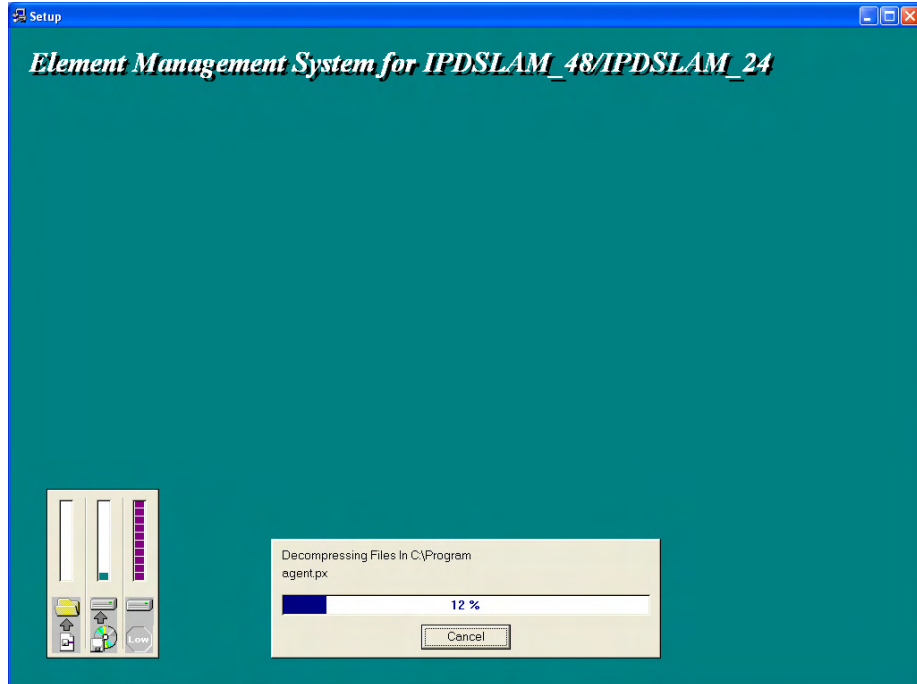 Setup
Element Management System for IPDSLAM_48/IPDSLAM_24
Decompressing Files In C:\Program
agent.px
12 %
Cancel
Low